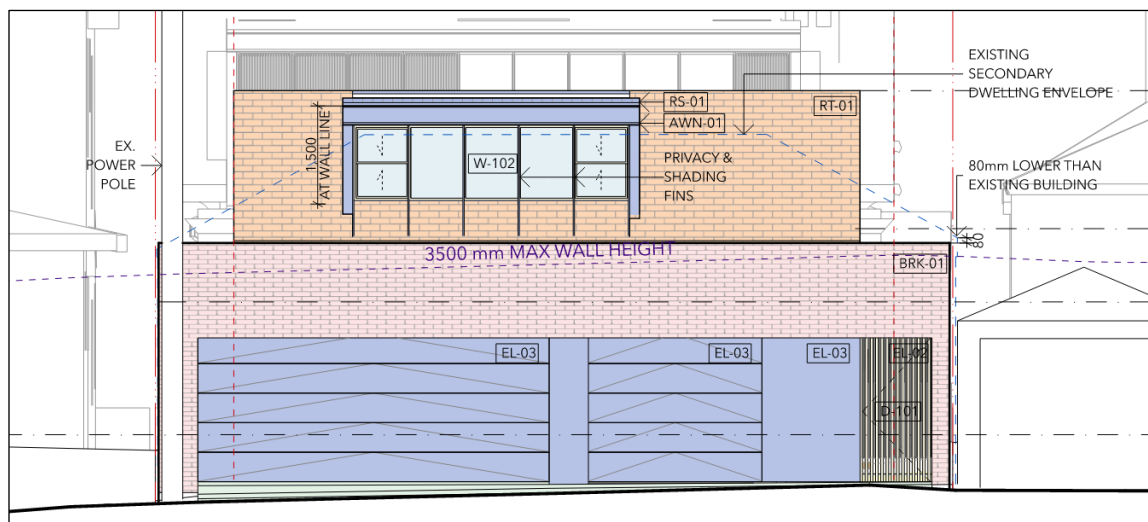 EXISTING
SECONDARY
DWELLING ENVELOPE
RS-01
RT-01
AWN-01
EX.
POWER
POLE
1,500
AT WALL LINE
W-102
PRIVACY &
SHADING
FINS
80mm LOWER THAN
EXISTING BUILDING
80
3500 mm MAX WALL HEIGHT
BRK-01
EL-03
EL-03
EL-03
EL-02
D-101